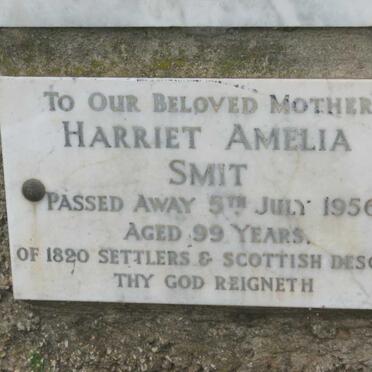 TO OUR BELOVED MOTHER
HARRIET AMELIA
SMIT
PASSED AWAY 5TH JULY 1956
AGED 99 YEARS.
OF 1820 SETTLERS & SCOTTISH
THY GOD REIGNETH